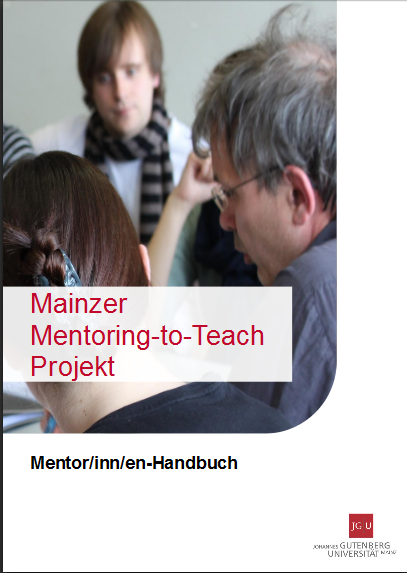 Mainzer
Mentoring-to-Teach
Projekt
Mentor/inn/en-Handbuch
JG|U
JOHANNES GUTENBERG
UNIVERSITÄT MAINZ